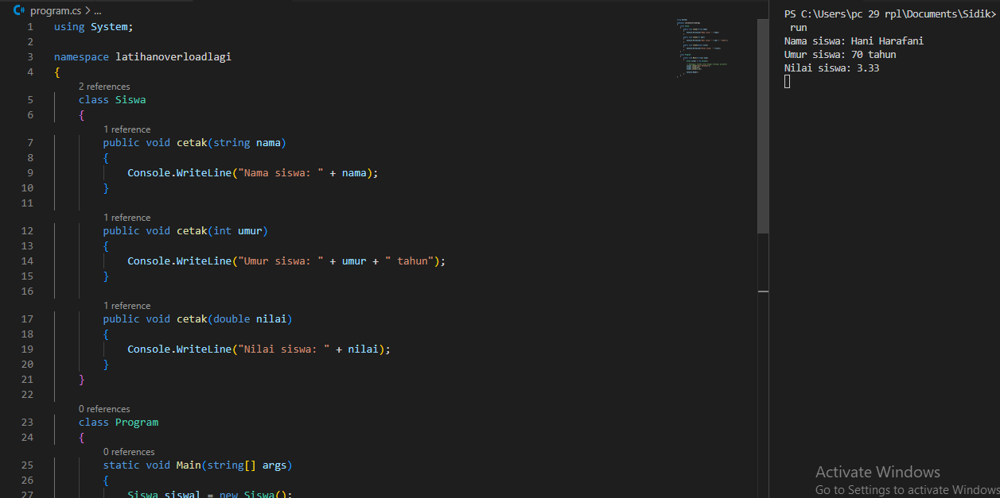 program.cs > ...
1 using System;
2
3 namespace latihanoverloadlagi
4 {
2 references
5 class Siswa
6 {
1 reference
7 public void cetak(string nama)
8 {
9 Console.WriteLine("Nama siswa: " + nama);
10 }
11
1 reference
12 public void cetak(int umur)
13 {
14 Console.WriteLine("Umur siswa: " + umur + " tahun");
15 }
16
1 reference
17 public void cetak(double nilai)
18 {
19 Console.WriteLine("Nilai siswa: " + nilai);
20 }
21 }
22
0 references
23 class Program
24 {
0 references
25 static void Main(string[] args)
26 {
27 Siswa siswa1 = new Siswa();
PS C:\Users\pc 29 rpl\Documents\Sidik>
run
Nama siswa: Hani Harafani
Umur siswa: 70 tahun
Nilai siswa: 3.33
Activate Windows
Go to Settings to activate Windows